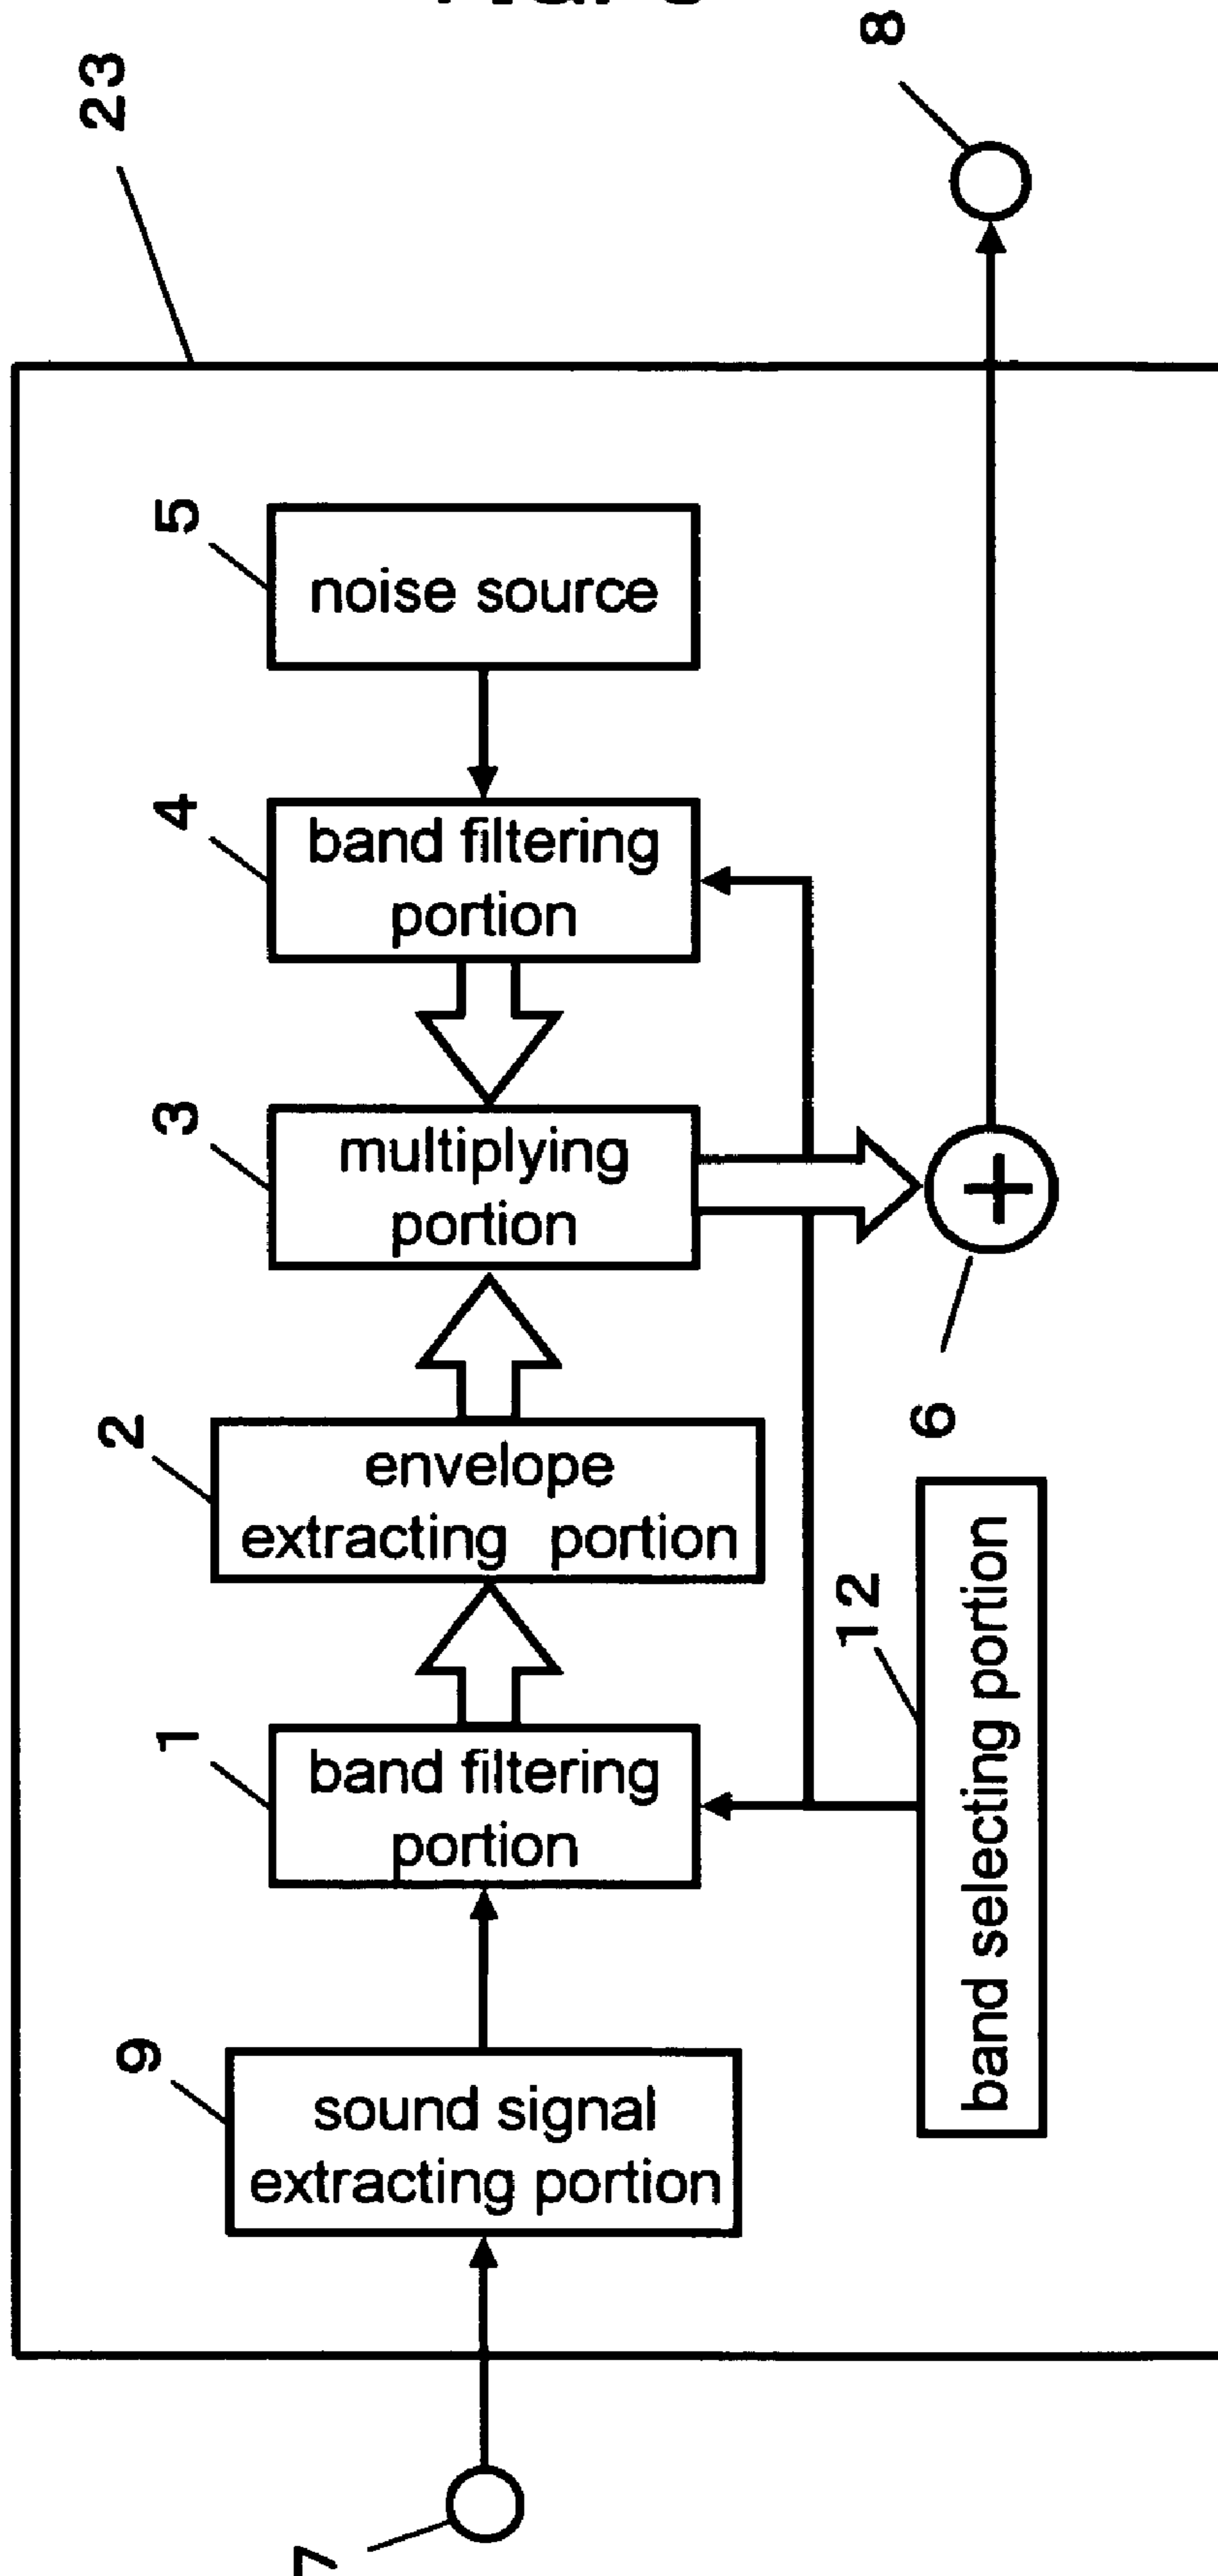 23
8
5
noise source
4
band filtering
portion
3
multiplying
portion
2
envelope
extracting portion
6
1
band filtering
portion
12
band selecting portion
9
sound signal
extracting portion
7